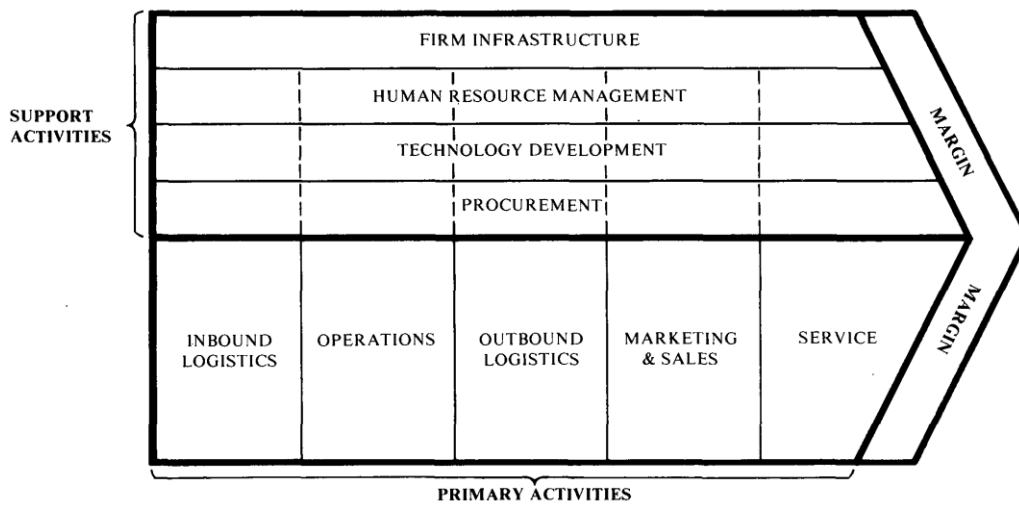 FIRM INFRASTRUCTURE
HUMAN RESOURCE MANAGEMENT
SUPPORT
ACTIVITIES
TECHNOLOGY DEVELOPMENT
PROCUREMENT
MARGIN
MARGIN
INBOUND
LOGISTICS
OPERATIONS
OUTBOUND
LOGISTICS
MARKETING
& SALES
SERVICE
PRIMARY ACTIVITIES